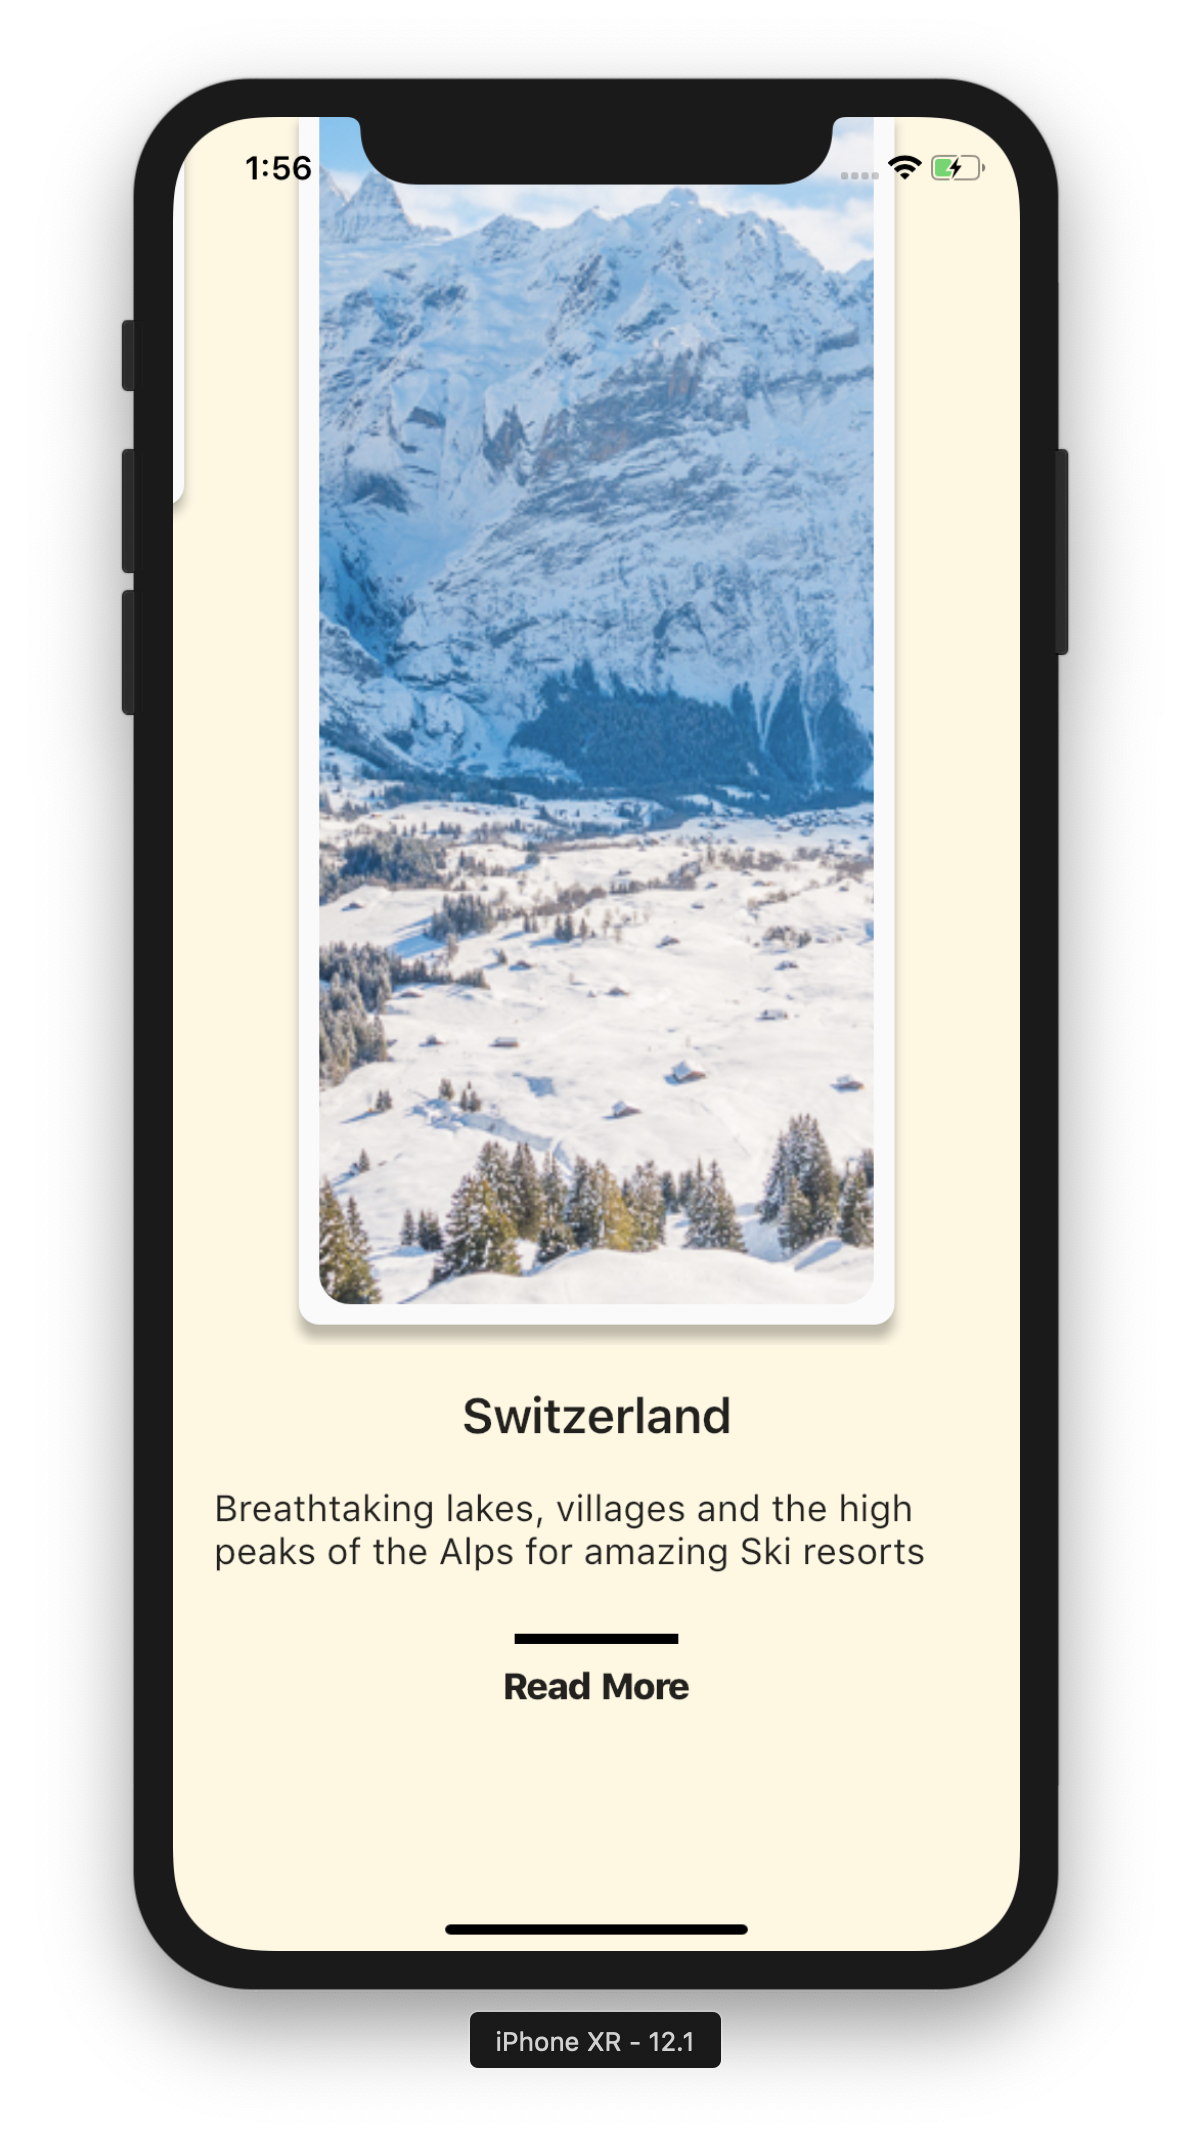 1:56
Switzerland
Breathtaking lakes, villages and the high
peaks of the Alps for amazing Ski resorts
Read More
iPhone XR - 12.1